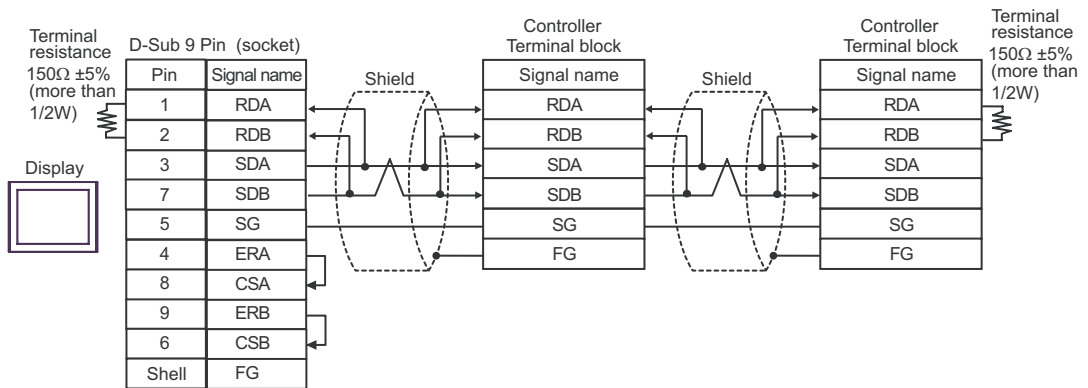 Terminal
resistance
150Ω ±5%
(more than
1/2W)
Display
D-Sub 9 Pin (socket)
Pin Signal name
1 RDA
2 RDB
3 SDA
7 SDB
5 SG
4 ERA
8 CSA
9 ERB
6 CSB
Shell FG
Shield
Controller
Terminal block
Signal name
RDA
RDB
SDA
SDB
SG
FG
Shield
Controller
Terminal block
Signal name
RDA
RDB
SDA
SDB
SG
FG
Terminal
resistance
150Ω ±5%
(more than
1/2W)